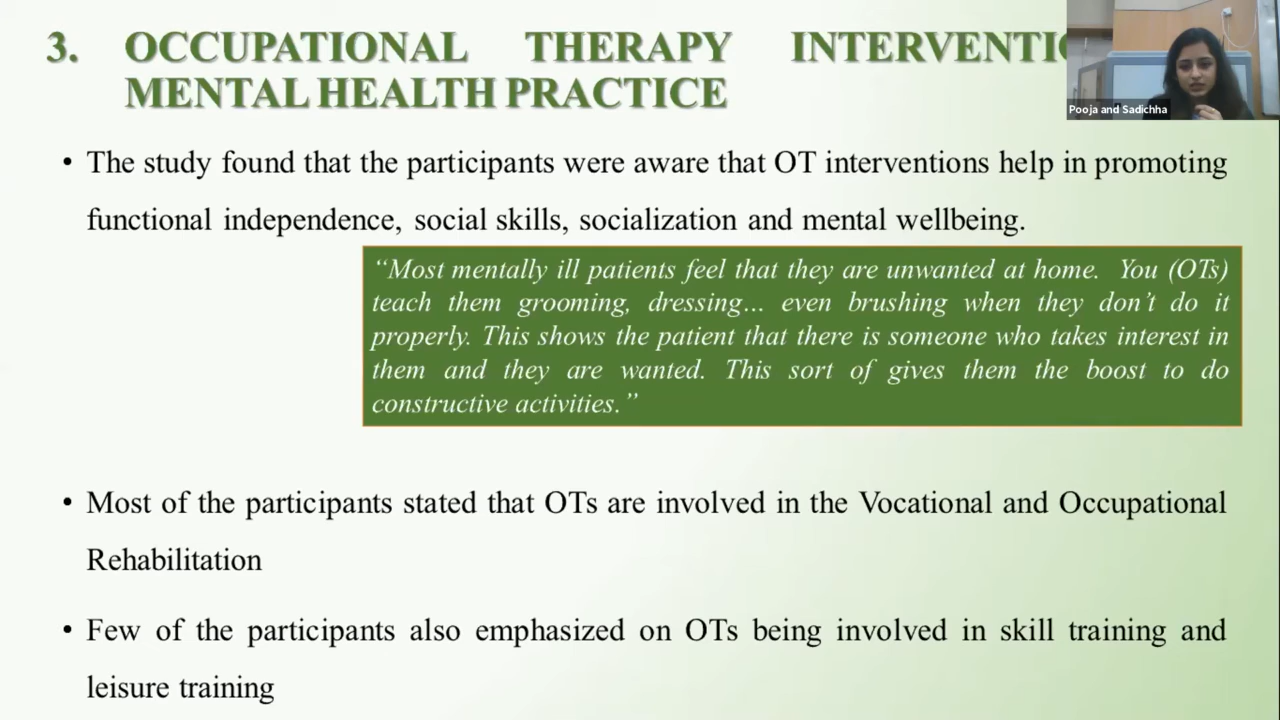 3. OCCUPATIONAL THERAPY
MENTAL HEALTH PRACTICE
Pooja and Sadichha
• The study found that the participants were aware that OT interventions help in promoting
functional independence, social skills, socialization and mental wellbeing.
“Most mentally ill patients feel that they are unwanted at home. You (OTs)
teach them grooming, dressing… even brushing when they don’t do it
properly. This shows the patient that there is someone who takes interest in
them and they are wanted. This sort of gives them the boost to do
constructive activities.”
• Most of the participants stated that OTs are involved in the Vocational and Occupational
Rehabilitation
• Few of the participants also emphasized on OTs being involved in skill training and
leisure training